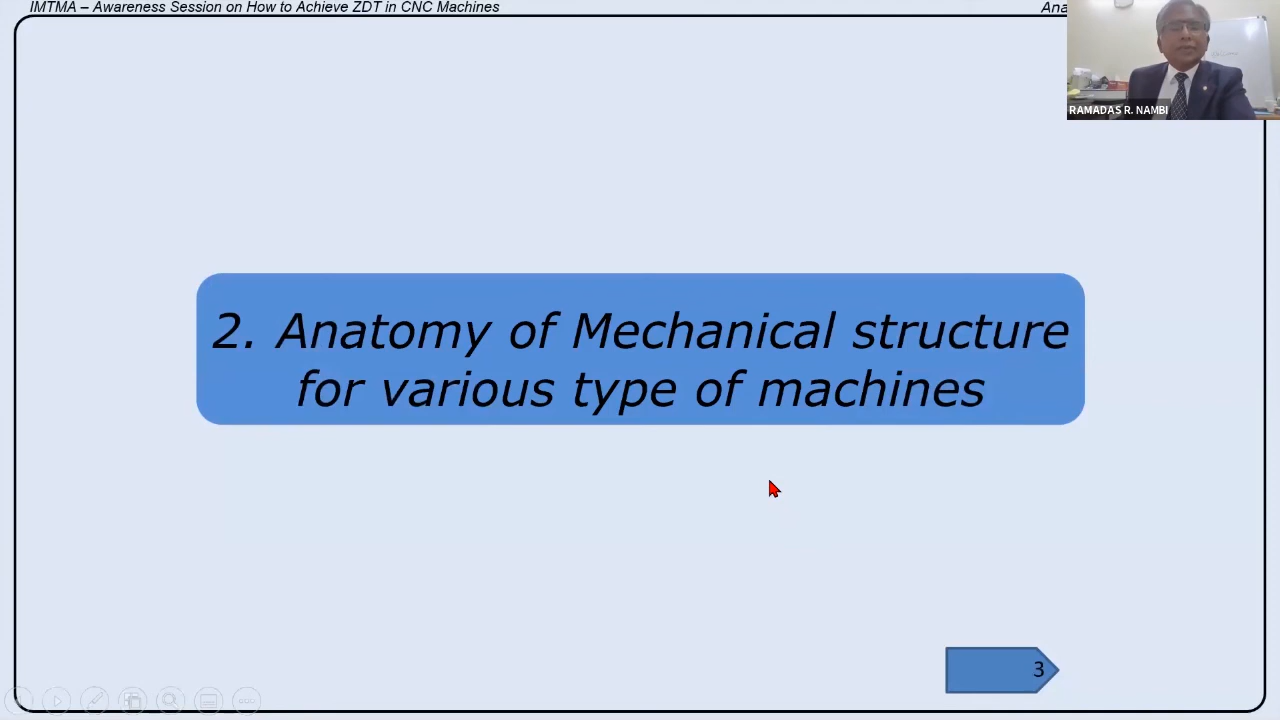 IMTMA – Awareness Session on How to Achieve ZDT in CNC Machines
RAMADAS R. NAMBI
2. Anatomy of Mechanical structure
for various type of machines
3